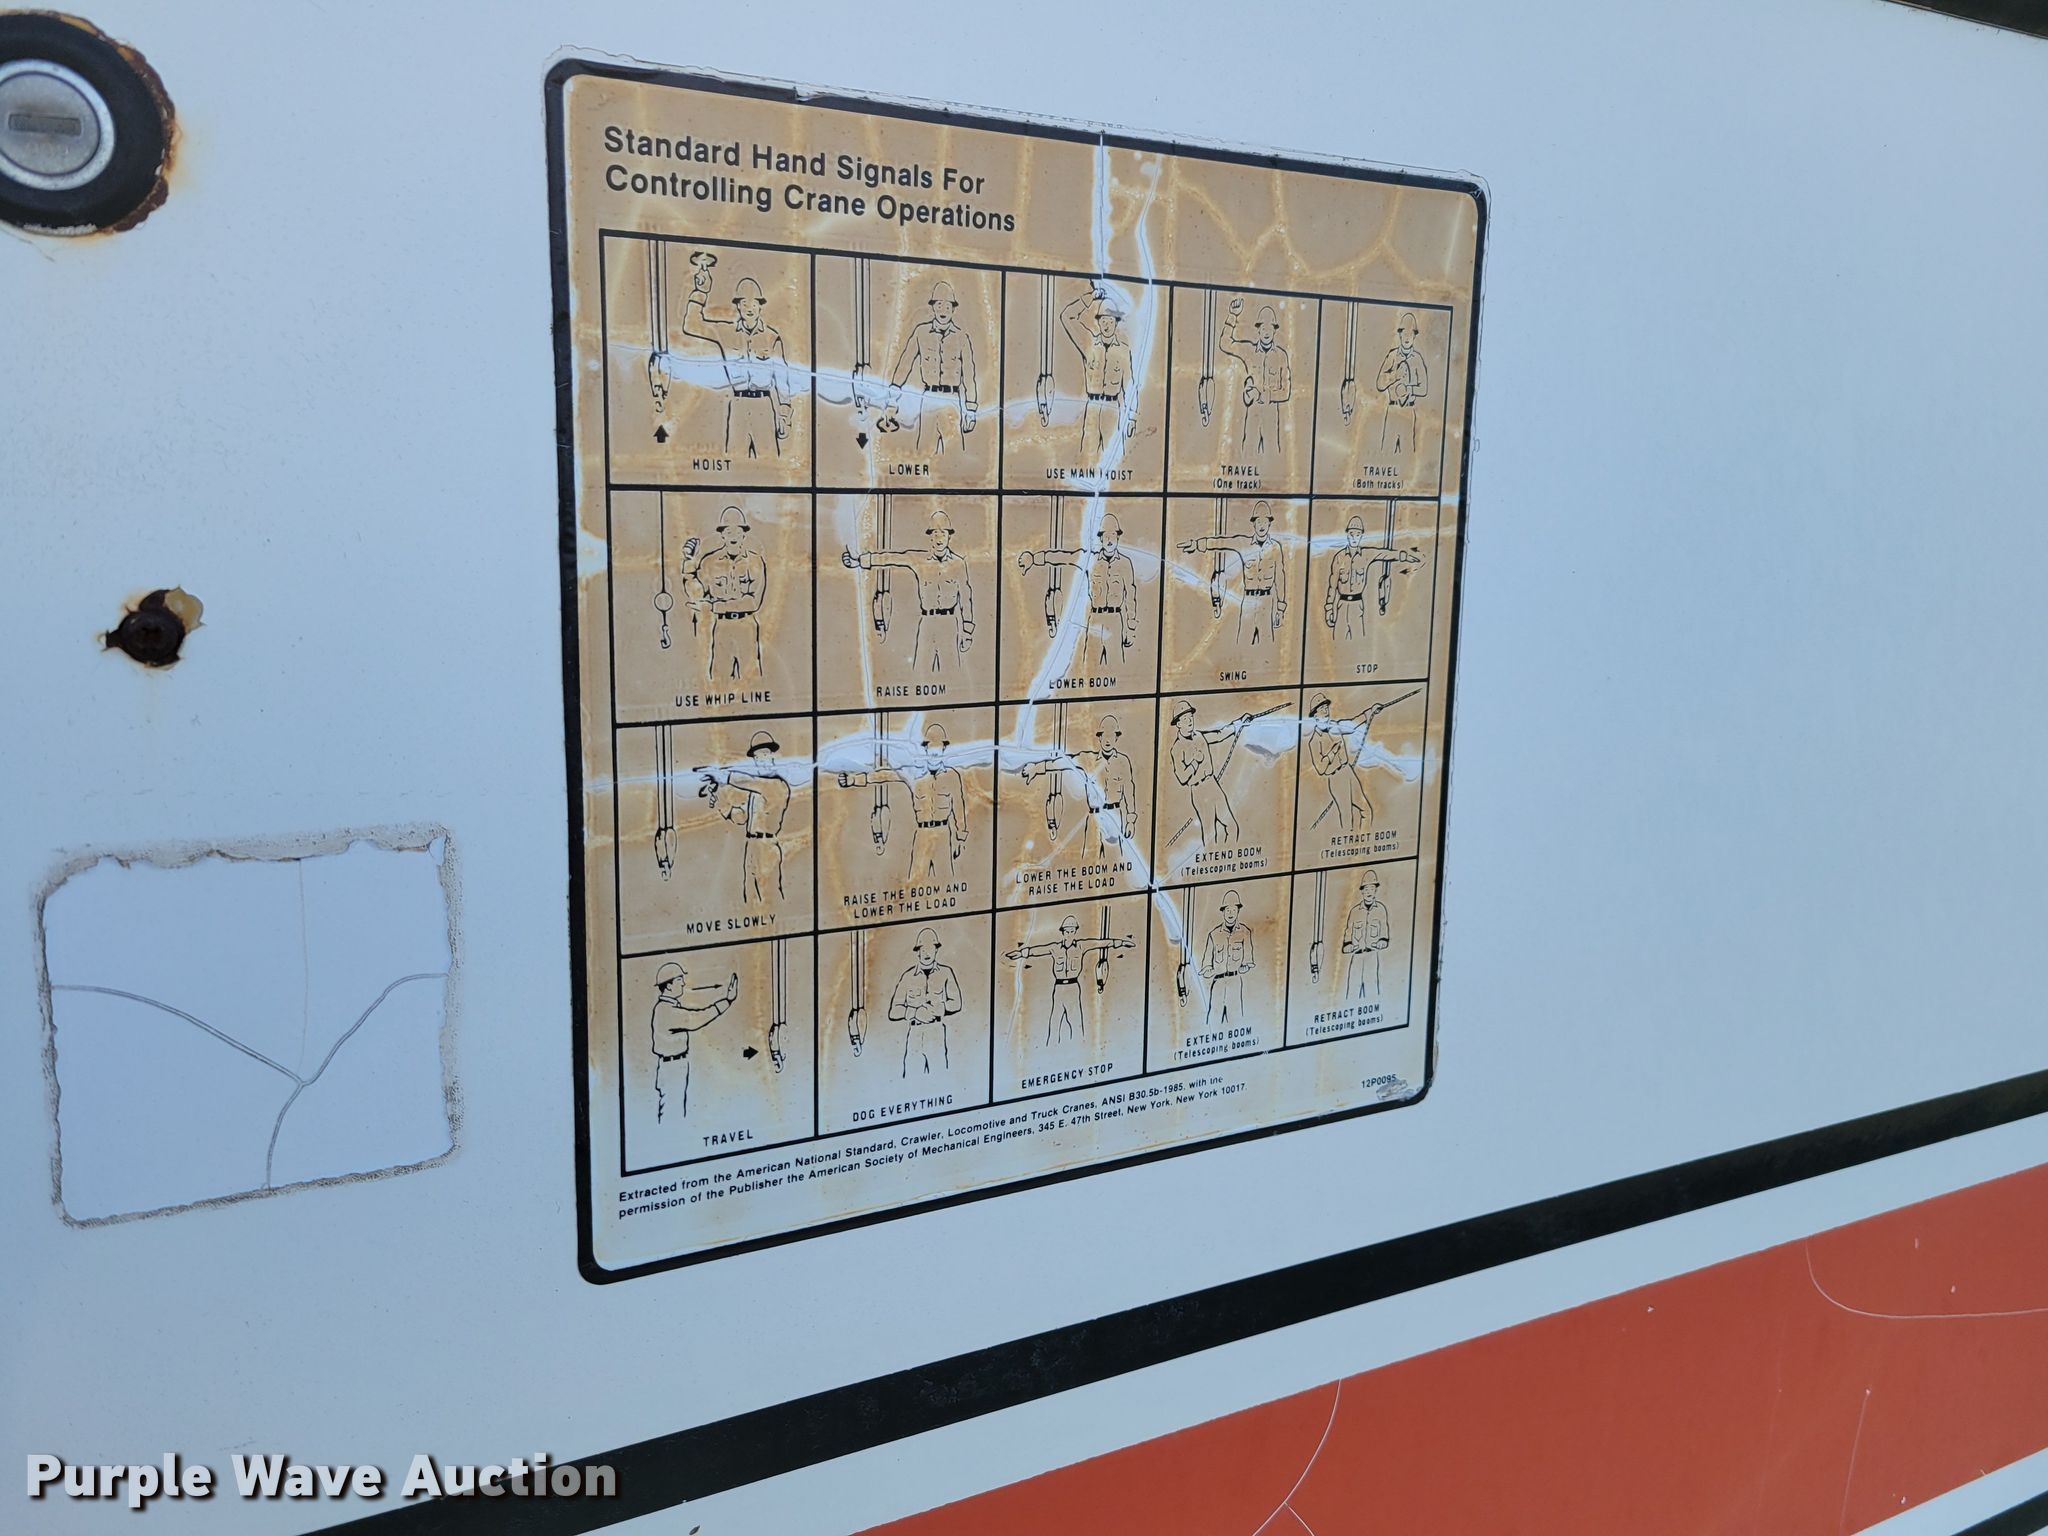 Standard Hand Signals For
Controlling Crane Operations
HOIST
LOWER
USE MAIN HOIST
TRAVEL
(One track)
TRAVEL
(Both tracks)
USE WHIP LINE
RAISE BOOM
LOWER BOOM
SWING
STOP
MOVE SLOWLY
RAISE THE BOOM AND
LOWER THE LOAD
LOWER THE BOOM AND
RAISE THE LOAD
EXTEND BOOM
(Telescoping booms)
RETRACT BOOM
(Telescoping booms)
TRAVEL
DOG EVERYTHING
EMERGENCY STOP
EXTEND BOOM
(Telescoping booms)
RETRACT BOOM
(Telescoping booms)
Extracted from the American National Standard, Crawler, Locomotive and Truck Cranes, ANSI B30.5b-1985, with the
permission of the Publisher the American Society of Mechanical Engineers, 345 E. 47th Street, New York, New York 10017.
12P0095
Purple Wave Auction